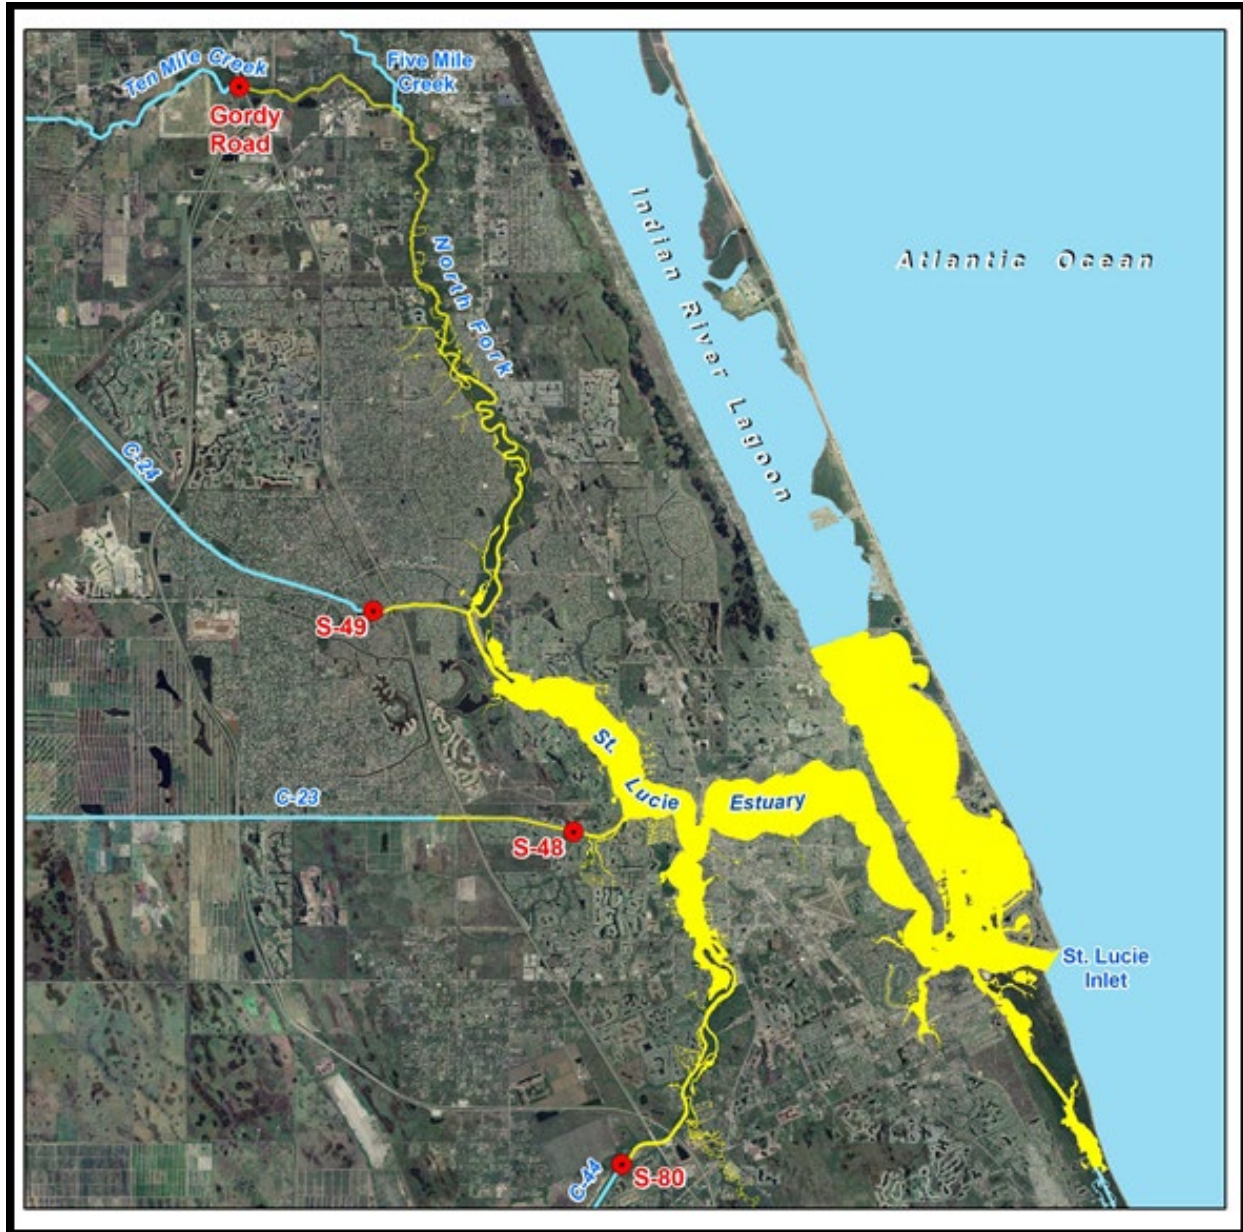 Ten Mile Creek
Five Mile
Creek
Gordy
Road
North Fork
Indian River Lagoon
Atlantic Ocean
C-24
S-49
St.
Lucie
Estuary
C-23
S-48
St. Lucie
Inlet
C-44
S-80